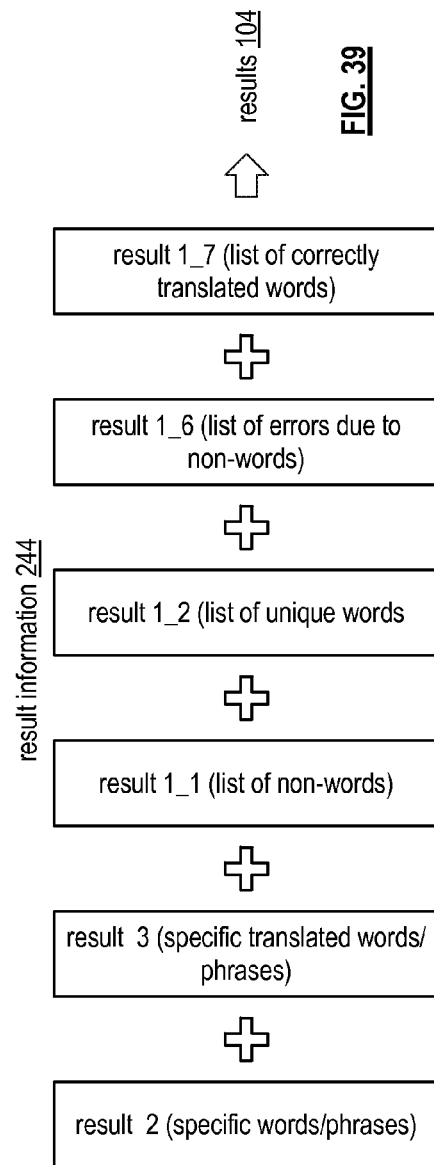 results 104
FIG. 39
result 1_7 (list of correctly
translated words)
result 1_6 (list of errors due to
non-words)
result information 244
result 1_2 (list of unique words
result 1_1 (list of non-words)
result 3 (specific translated words/
phrases)
result 2 (specific words/phrases)